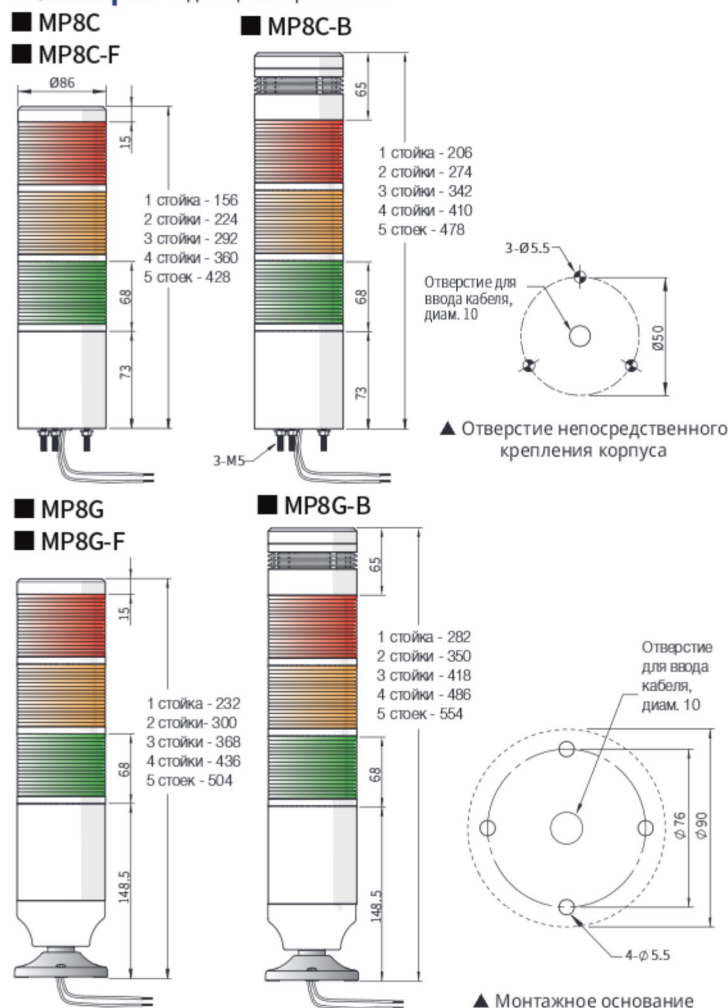 ■ MP8C
■ MP8C-F
■ MP8C-B
Ø86
15
68
73
1 стойка - 156
2 стойки - 224
3 стойки - 292
4 стойки - 360
5 стоек - 428
65
68
73
1 стойка - 206
2 стойки - 274
3 стойки - 342
4 стойки - 410
5 стоек - 478
3-M5
3-Ø5.5
Отверстие для
ввода кабеля,
диам. 10
Ø50
▲ Отверстие непосредственного
крепления корпуса
■ MP8G
■ MP8G-F
■ MP8G-B
15
68
148.5
1 стойка - 232
2 стойки- 300
3 стойки - 368
4 стойки - 436
5 стоек - 504
65
68
148.5
1 стойка - 282
2 стойки - 350
3 стойки - 418
4 стойки - 486
5 стоек - 554
Отверстие
для ввода
кабеля,
диам. 10
Ø76
Ø90
4-Ø5.5
▲ Монтажное основание